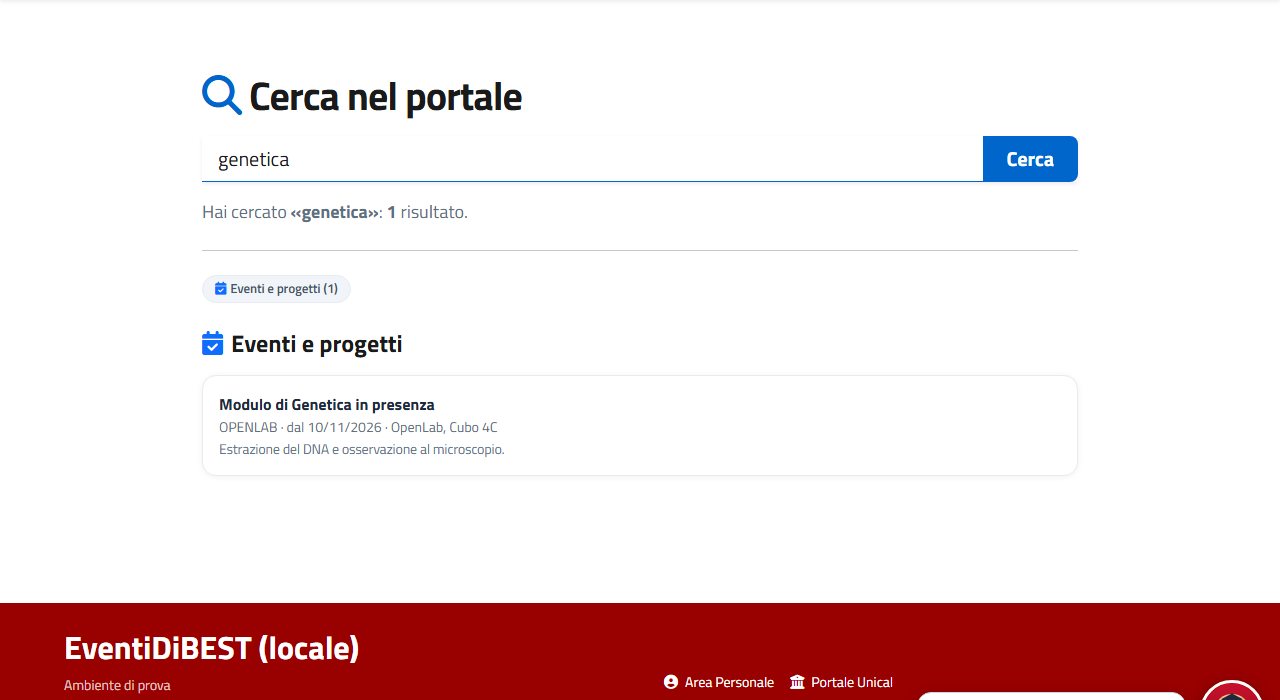 Cerca nel portale
genetica
Cerca
Hai cercato «genetica»: 1 risultato.
Eventi e progetti (1)
Eventi e progetti
Modulo di Genetica in presenza
OPENLAB · dal 10/11/2026 · OpenLab, Cubo 4C
Estrazione del DNA e osservazione al microscopio.
EventiDiBEST (locale)
Ambiente di prova
Area Personale
Portale Unical